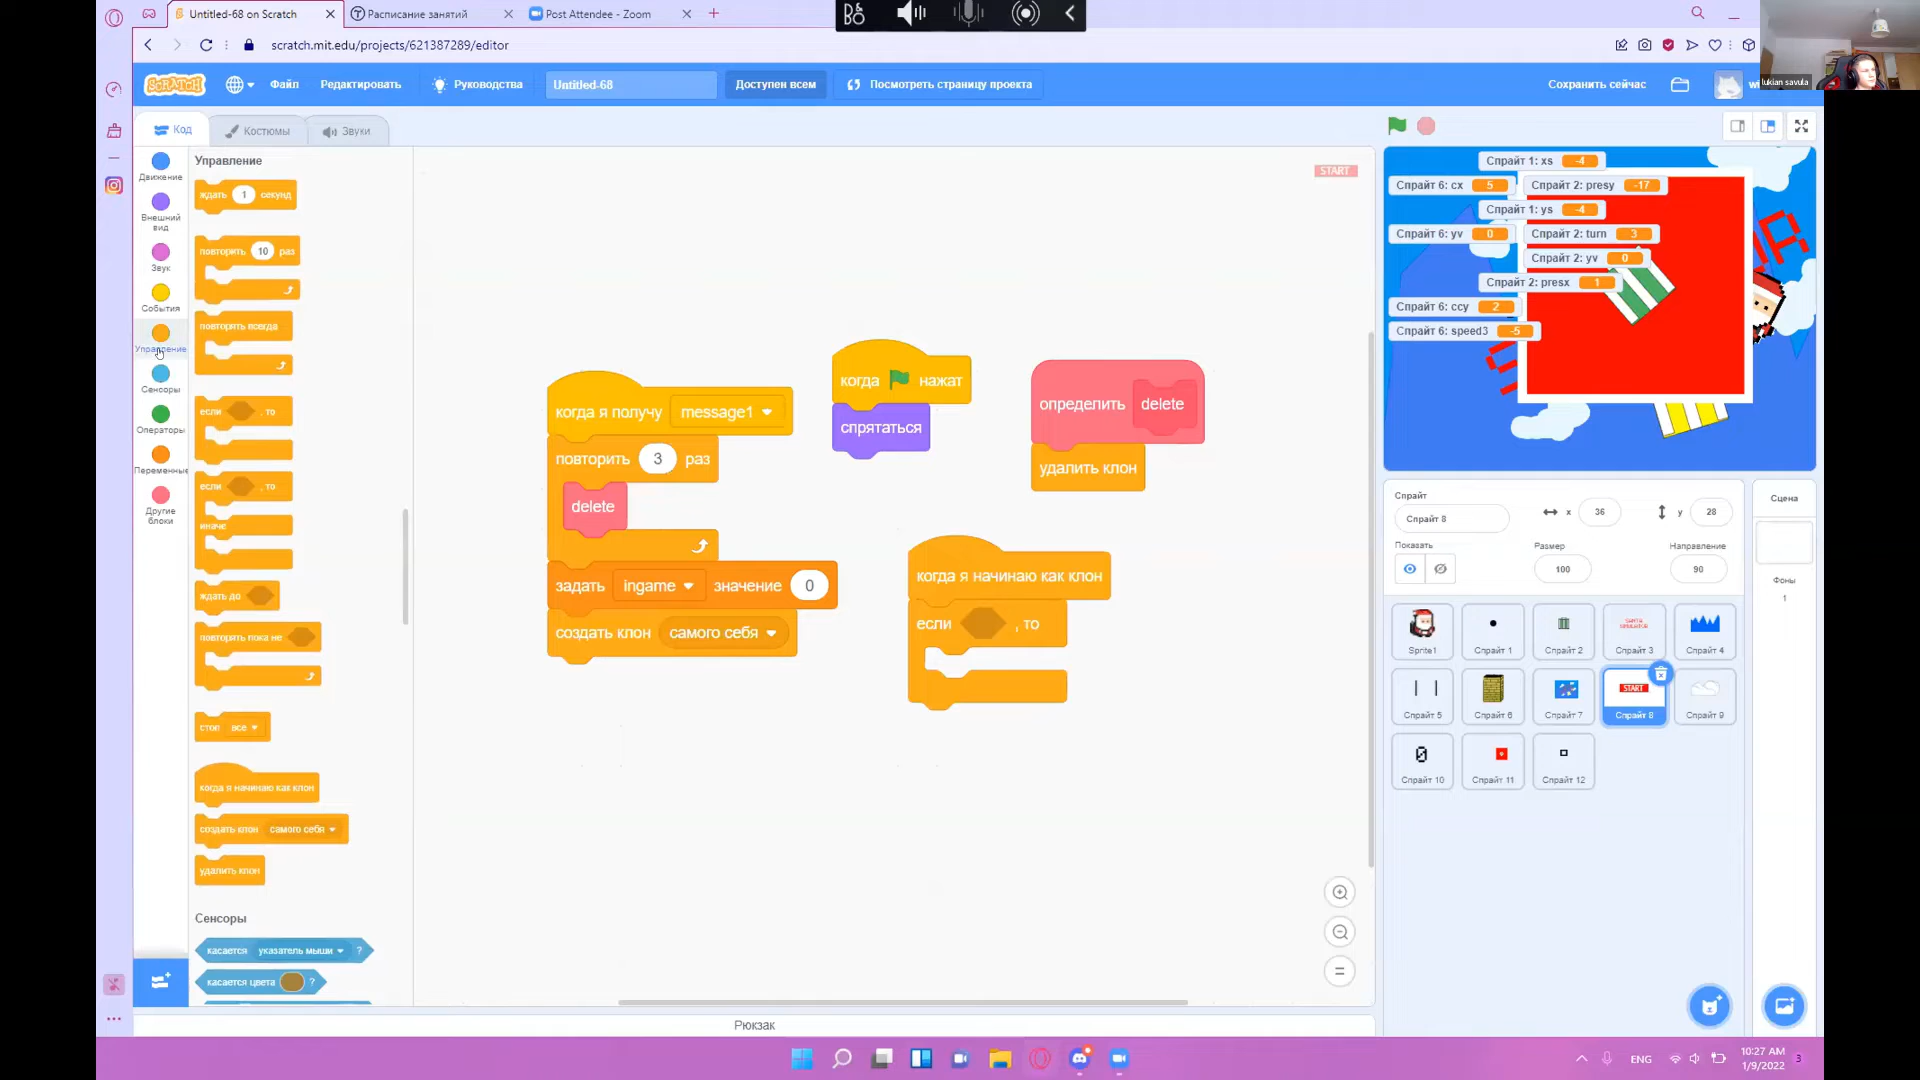 Untitled-68 on Scratch
Расписание занятий
Post Attendee - Zoom
scratch.mit.edu/projects/621387289/editor
lukian savula
SCRATCH
Файл
Редактировать
Руководства
Untitled-68
Доступен всем
Посмотреть страницу проекта
Сохранить сейчас
wi
Код
Костюмы
Звуки
Движение
Внешний вид
Звук
События
Управление
Сенсоры
Операторы
Переменные
Другие блоки
Управление
ждать 1 секунд
повторить 10 раз
повторять всегда
если , то
если , то
иначе
ждать до
повторять пока не
стоп все
когда я начинаю как клон
создать клон самого себя
удалить клон
Сенсоры
касается указатель мыши ?
касается цвета ?
START
когда я получу message1
повторить 3 раз
delete
задать ingame значение 0
создать клон самого себя
когда нажат
спрятаться
определить delete
удалить клон
когда я начинаю как клон
если , то
Рюкзак
Спрайт 1: xs -4
Спрайт 6: cx 5
Спрайт 2: presy -17
Спрайт 1: ys -4
Спрайт 6: yv 0
Спрайт 2: turn 3
Спрайт 2: yv 0
Спрайт 2: presx 1
Спрайт 6: ccy 2
Спрайт 6: speed3 -5
Спрайт
Спрайт 8
x 36
y 28
Показать
Размер
100
Направление
90
Сцена
Фоны
1
Sprite1
Спрайт 1
Спрайт 2
Спрайт 3
Спрайт 4
Спрайт 5
Спрайт 6
Спрайт 7
START
Спрайт 8
Спрайт 9
Спрайт 10
Спрайт 11
Спрайт 12
ENG
10:27 AM
1/9/2022
3